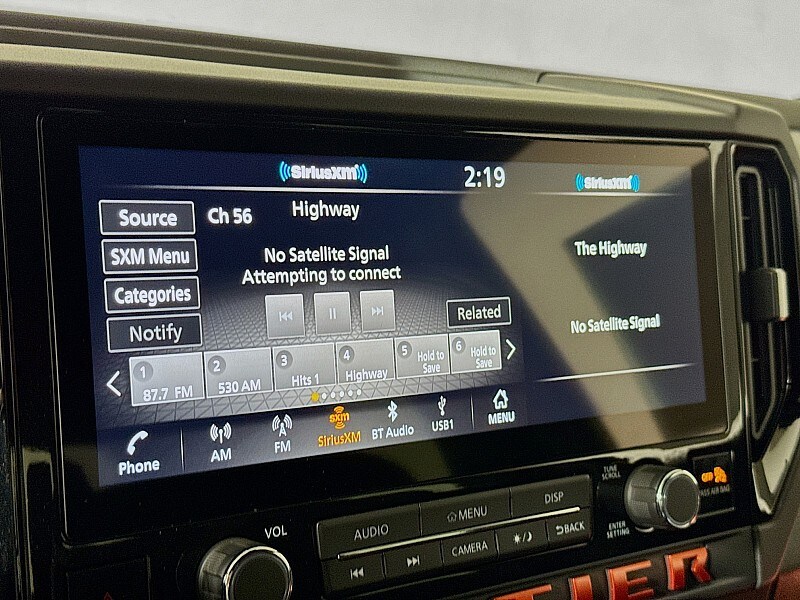 SiriusXM
2:19
SiriusXM
Source
Ch 56
Highway
SXM Menu
No Satellite Signal
Attempting to connect
The Highway
Categories
Notify
Related
No Satellite Signal
1
87.7 FM
2
530 AM
3
Hits 1
4
Highway
5
Hold to
Save
6
Hold to
Save
Phone
AM
FM
sxm
SiriusXM
BT Audio
USB1
MENU
VOL
AUDIO
MENU
DISP
CAMERA
BACK
TUNE
SCROLL
ENTER
SETTING
PASS AIR BAG
TIER